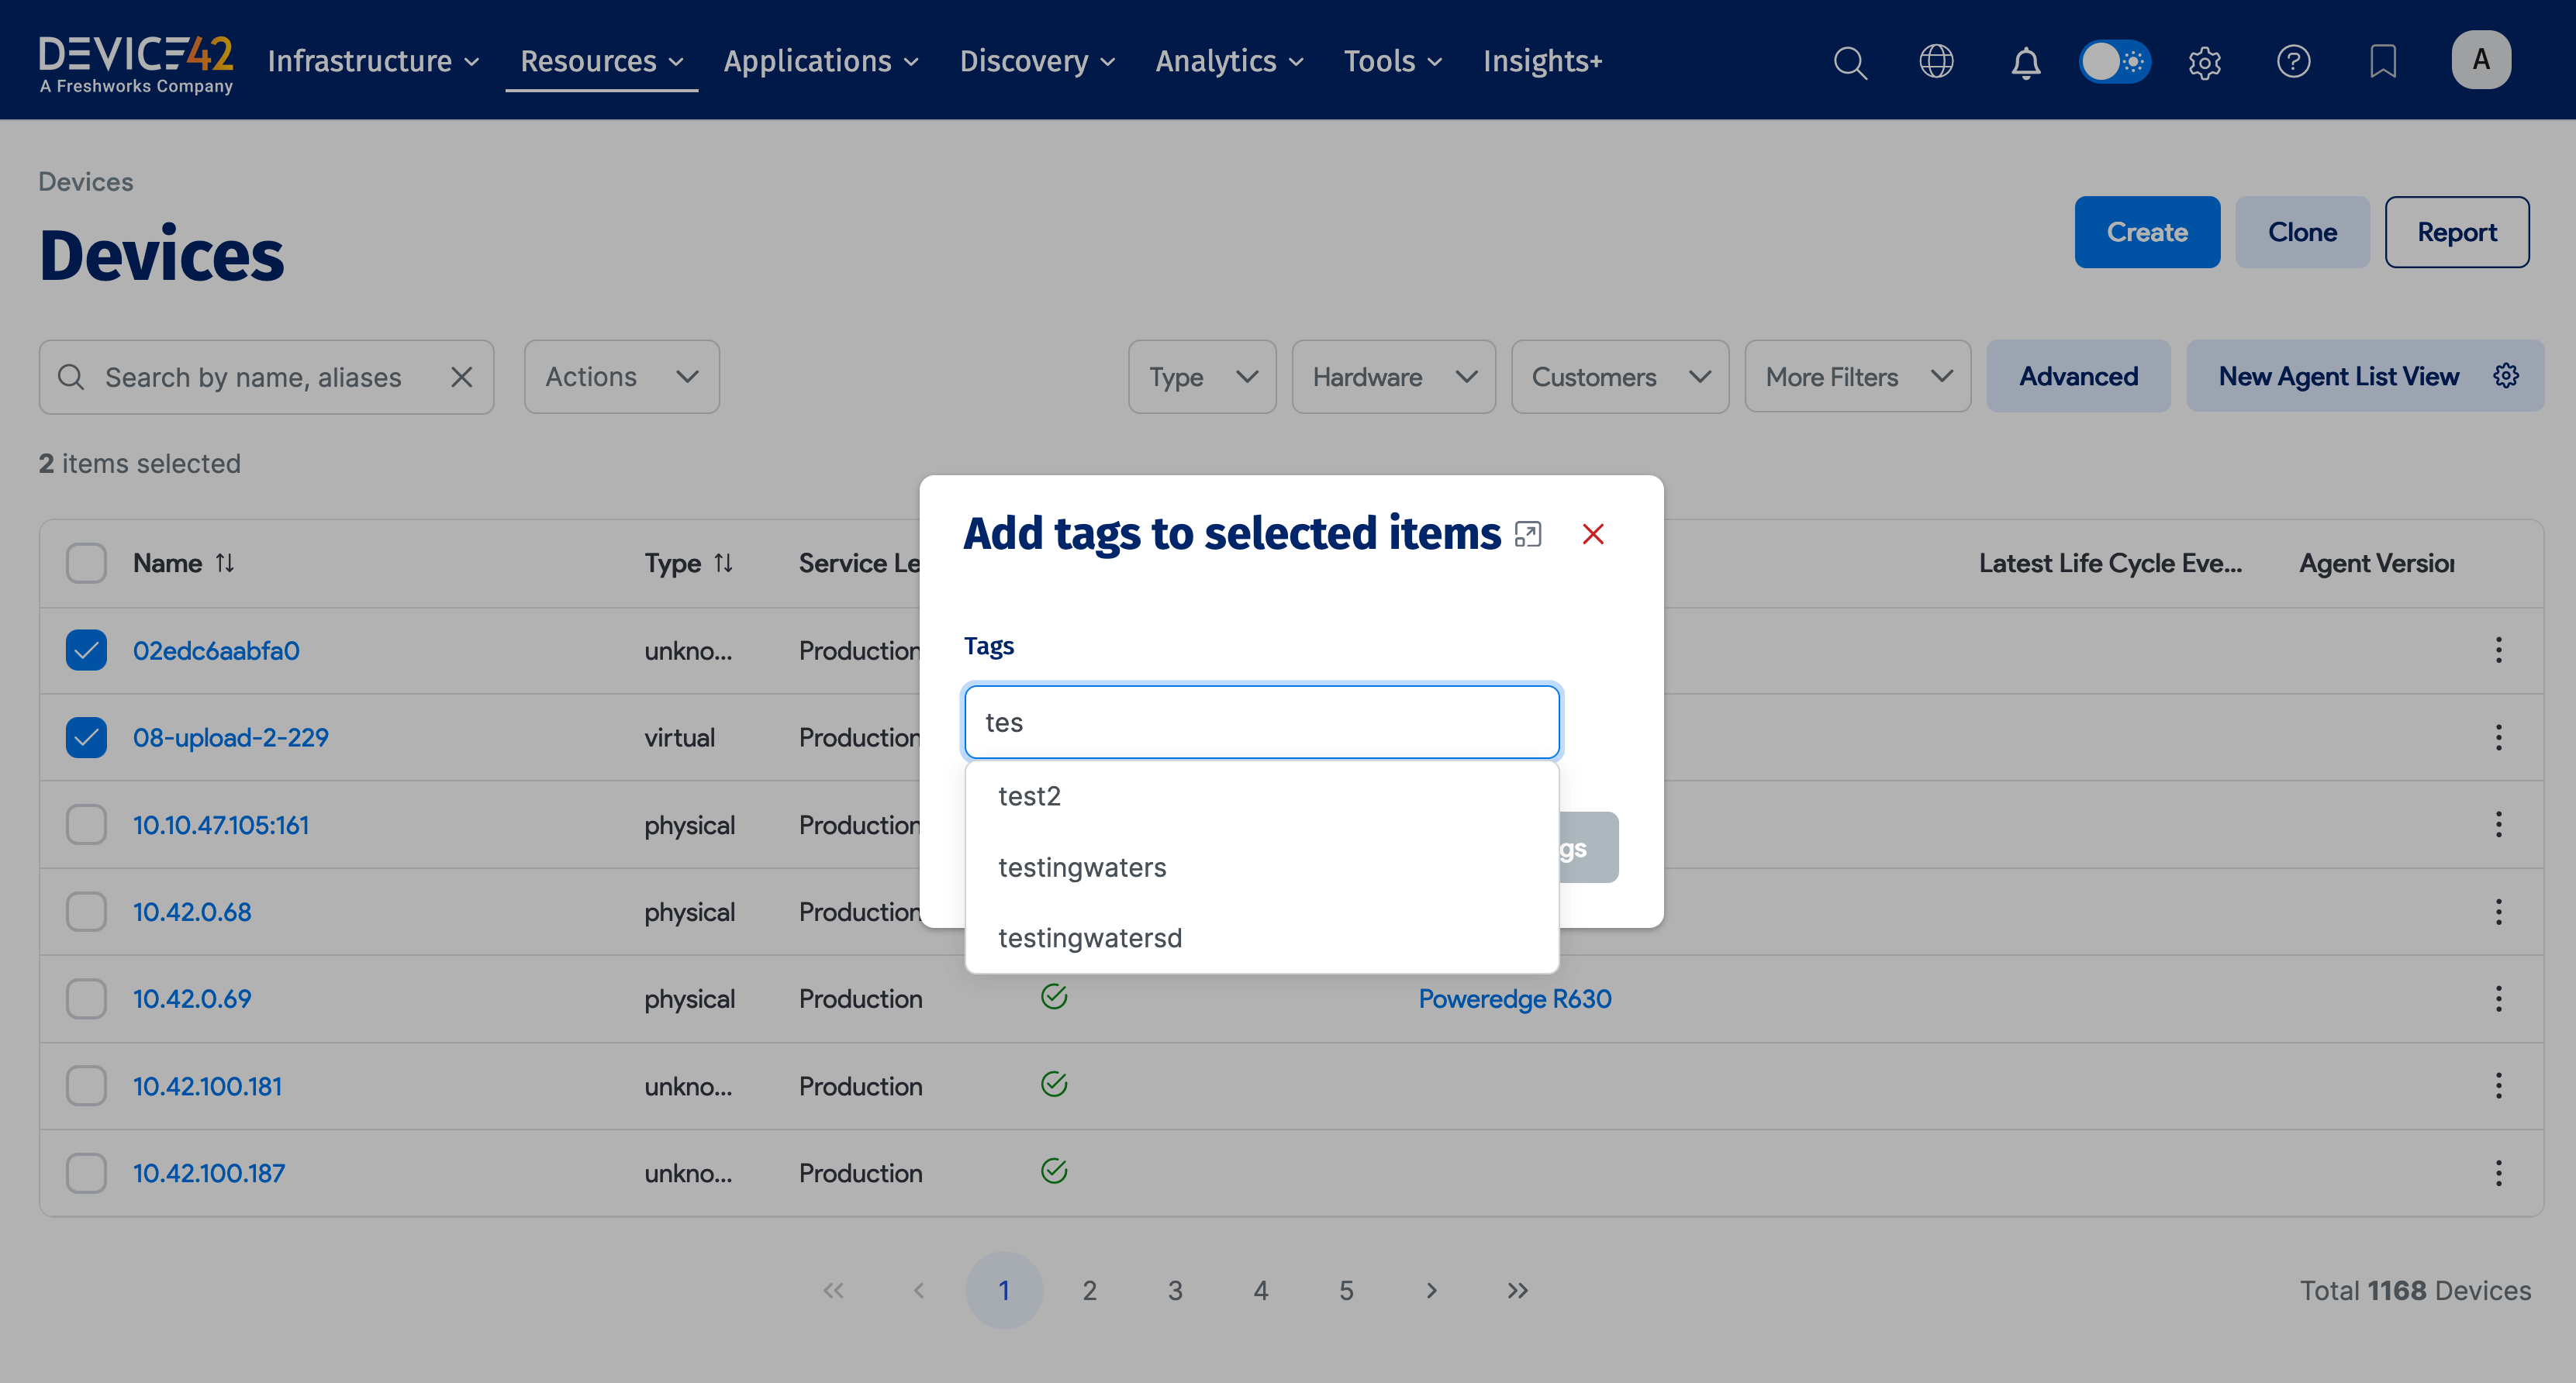 DEVICE42
A Freshworks Company
Infrastructure
Resources
Applications
Discovery
Analytics
Tools
Insights+
A
Devices
Devices
Create
Clone
Report
Search by name, aliases
Actions
Type
Hardware
Customers
More Filters
Advanced
New Agent List View
2 items selected
Add tags to selected items
Tags
tes
test2
testingwaters
testingwatersd
gs
Name
Type
Service Le
Latest Life Cycle Eve...
Agent Version
02edc6aabfa0
unkno...
Production
08-upload-2-229
virtual
Production
10.10.47.105:161
physical
Production
10.42.0.68
physical
Production
10.42.0.69
physical
Production
Poweredge R630
10.42.100.181
unkno...
Production
10.42.100.187
unkno...
Production
1 2 3 4 5
Total 1168 Devices